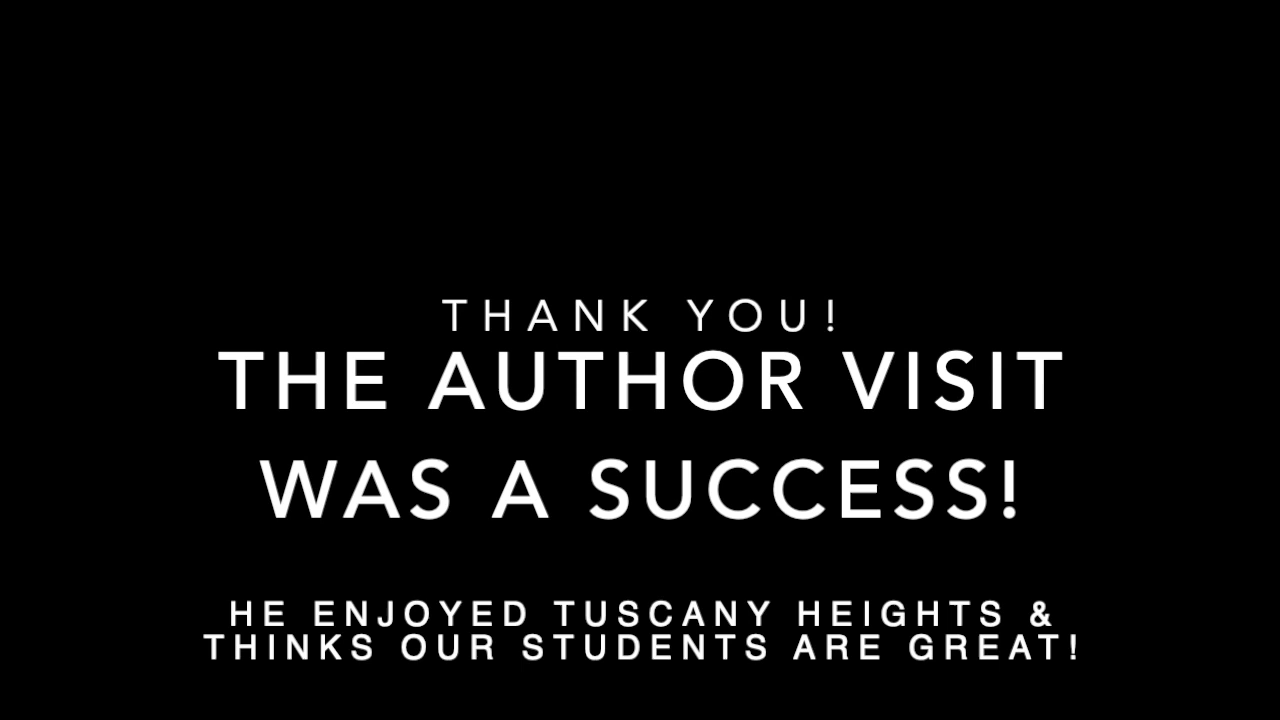 THANK YOU!
THE AUTHOR VISIT
WAS A SUCCESS!
HE ENJOYED TUSCANY HEIGHTS &
THINKS OUR STUDENTS ARE GREAT!